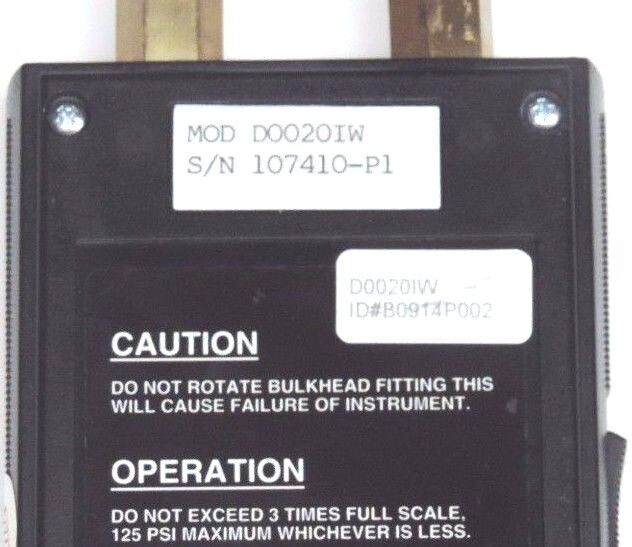 MOD D0020IW
S/N 107410-P1
D0020IW
ID#B0914P002
CAUTION
DO NOT ROTATE BULKHEAD FITTING THIS
WILL CAUSE FAILURE OF INSTRUMENT.
OPERATION
DO NOT EXCEED 3 TIMES FULL SCALE,
125 PSI MAXIMUM WHICHEVER IS LESS.